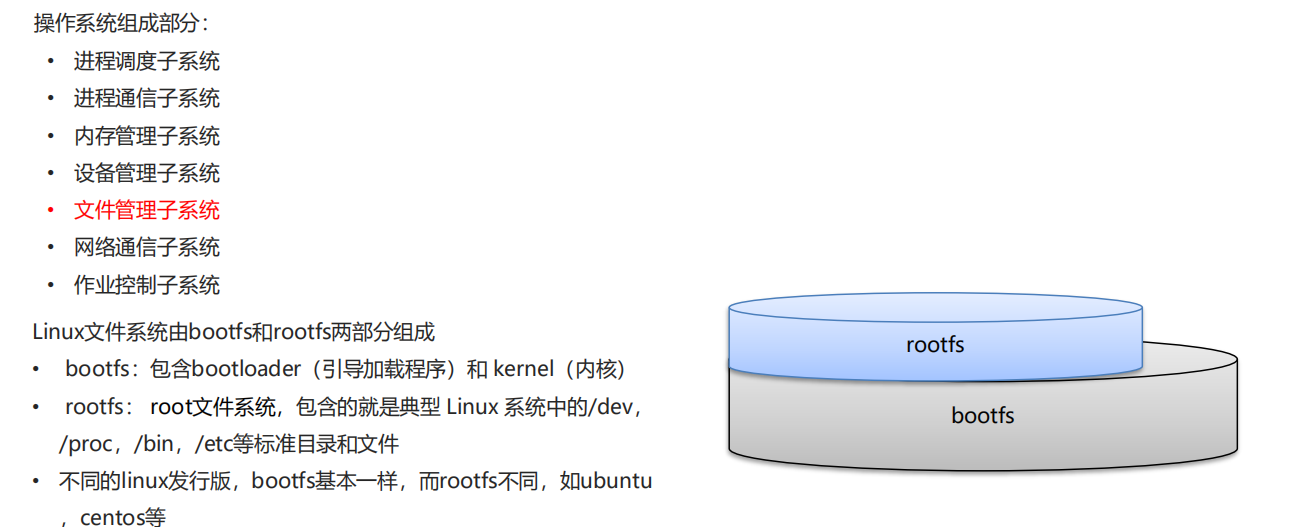 操作系统组成部分：
• 进程调度子系统
• 进程通信子系统
• 内存管理子系统
• 设备管理子系统
• 文件管理子系统
• 网络通信子系统
• 作业控制子系统
Linux文件系统由bootfs和rootfs两部分组成
• bootfs：包含bootloader（引导加载程序）和 kernel（内核）
• rootfs： root文件系统，包含的就是典型 Linux 系统中的/dev，
/proc，/bin，/etc等标准目录和文件
• 不同的linux发行版，bootfs基本一样，而rootfs不同，如ubuntu
，centos等
rootfs
bootfs